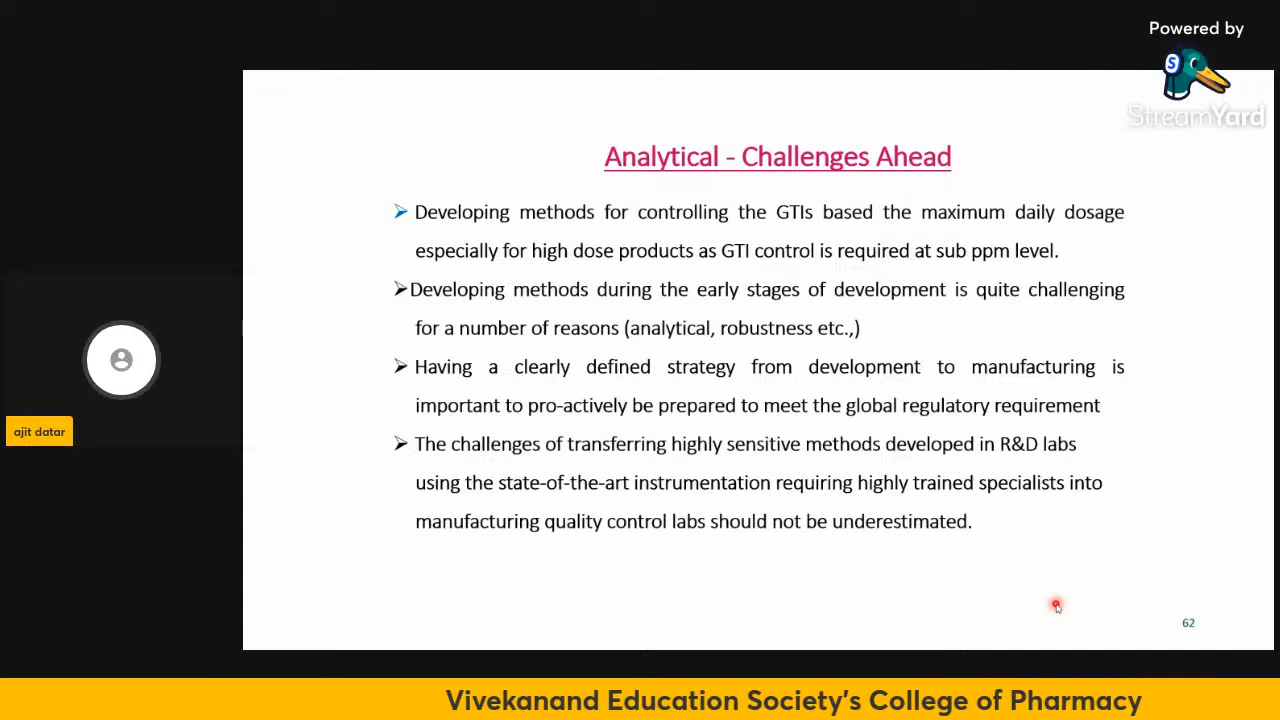 Powered by
StreamYard
Analytical - Challenges Ahead
➤ Developing methods for controlling the GTIs based the maximum daily dosage
especially for high dose products as GTI control is required at sub ppm level.
➤Developing methods during the early stages of development is quite challenging
for a number of reasons (analytical, robustness etc.,)
➤ Having a clearly defined strategy from development to manufacturing is
important to pro-actively be prepared to meet the global regulatory requirement
➤ The challenges of transferring highly sensitive methods developed in R&D labs
using the state-of-the-art instrumentation requiring highly trained specialists into
manufacturing quality control labs should not be underestimated.
ajit datar
62
Vivekanand Education Society's College of Pharmacy